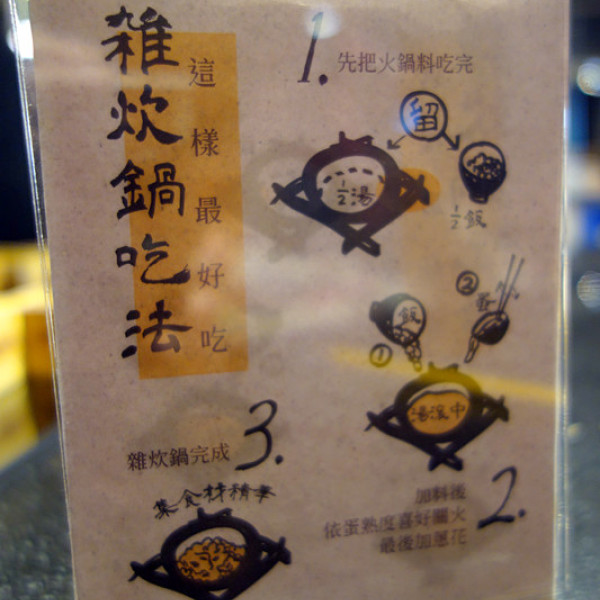 雑炊鍋吃法
這樣最好吃
1.
先把火鍋料吃完
留
1/2湯
1/2飯
①
飯
②
蛋
湯滾中
2.
加料後
依蛋熟度喜好關火
最後加蔥花
3.
雜炊鍋完成
集食材精華